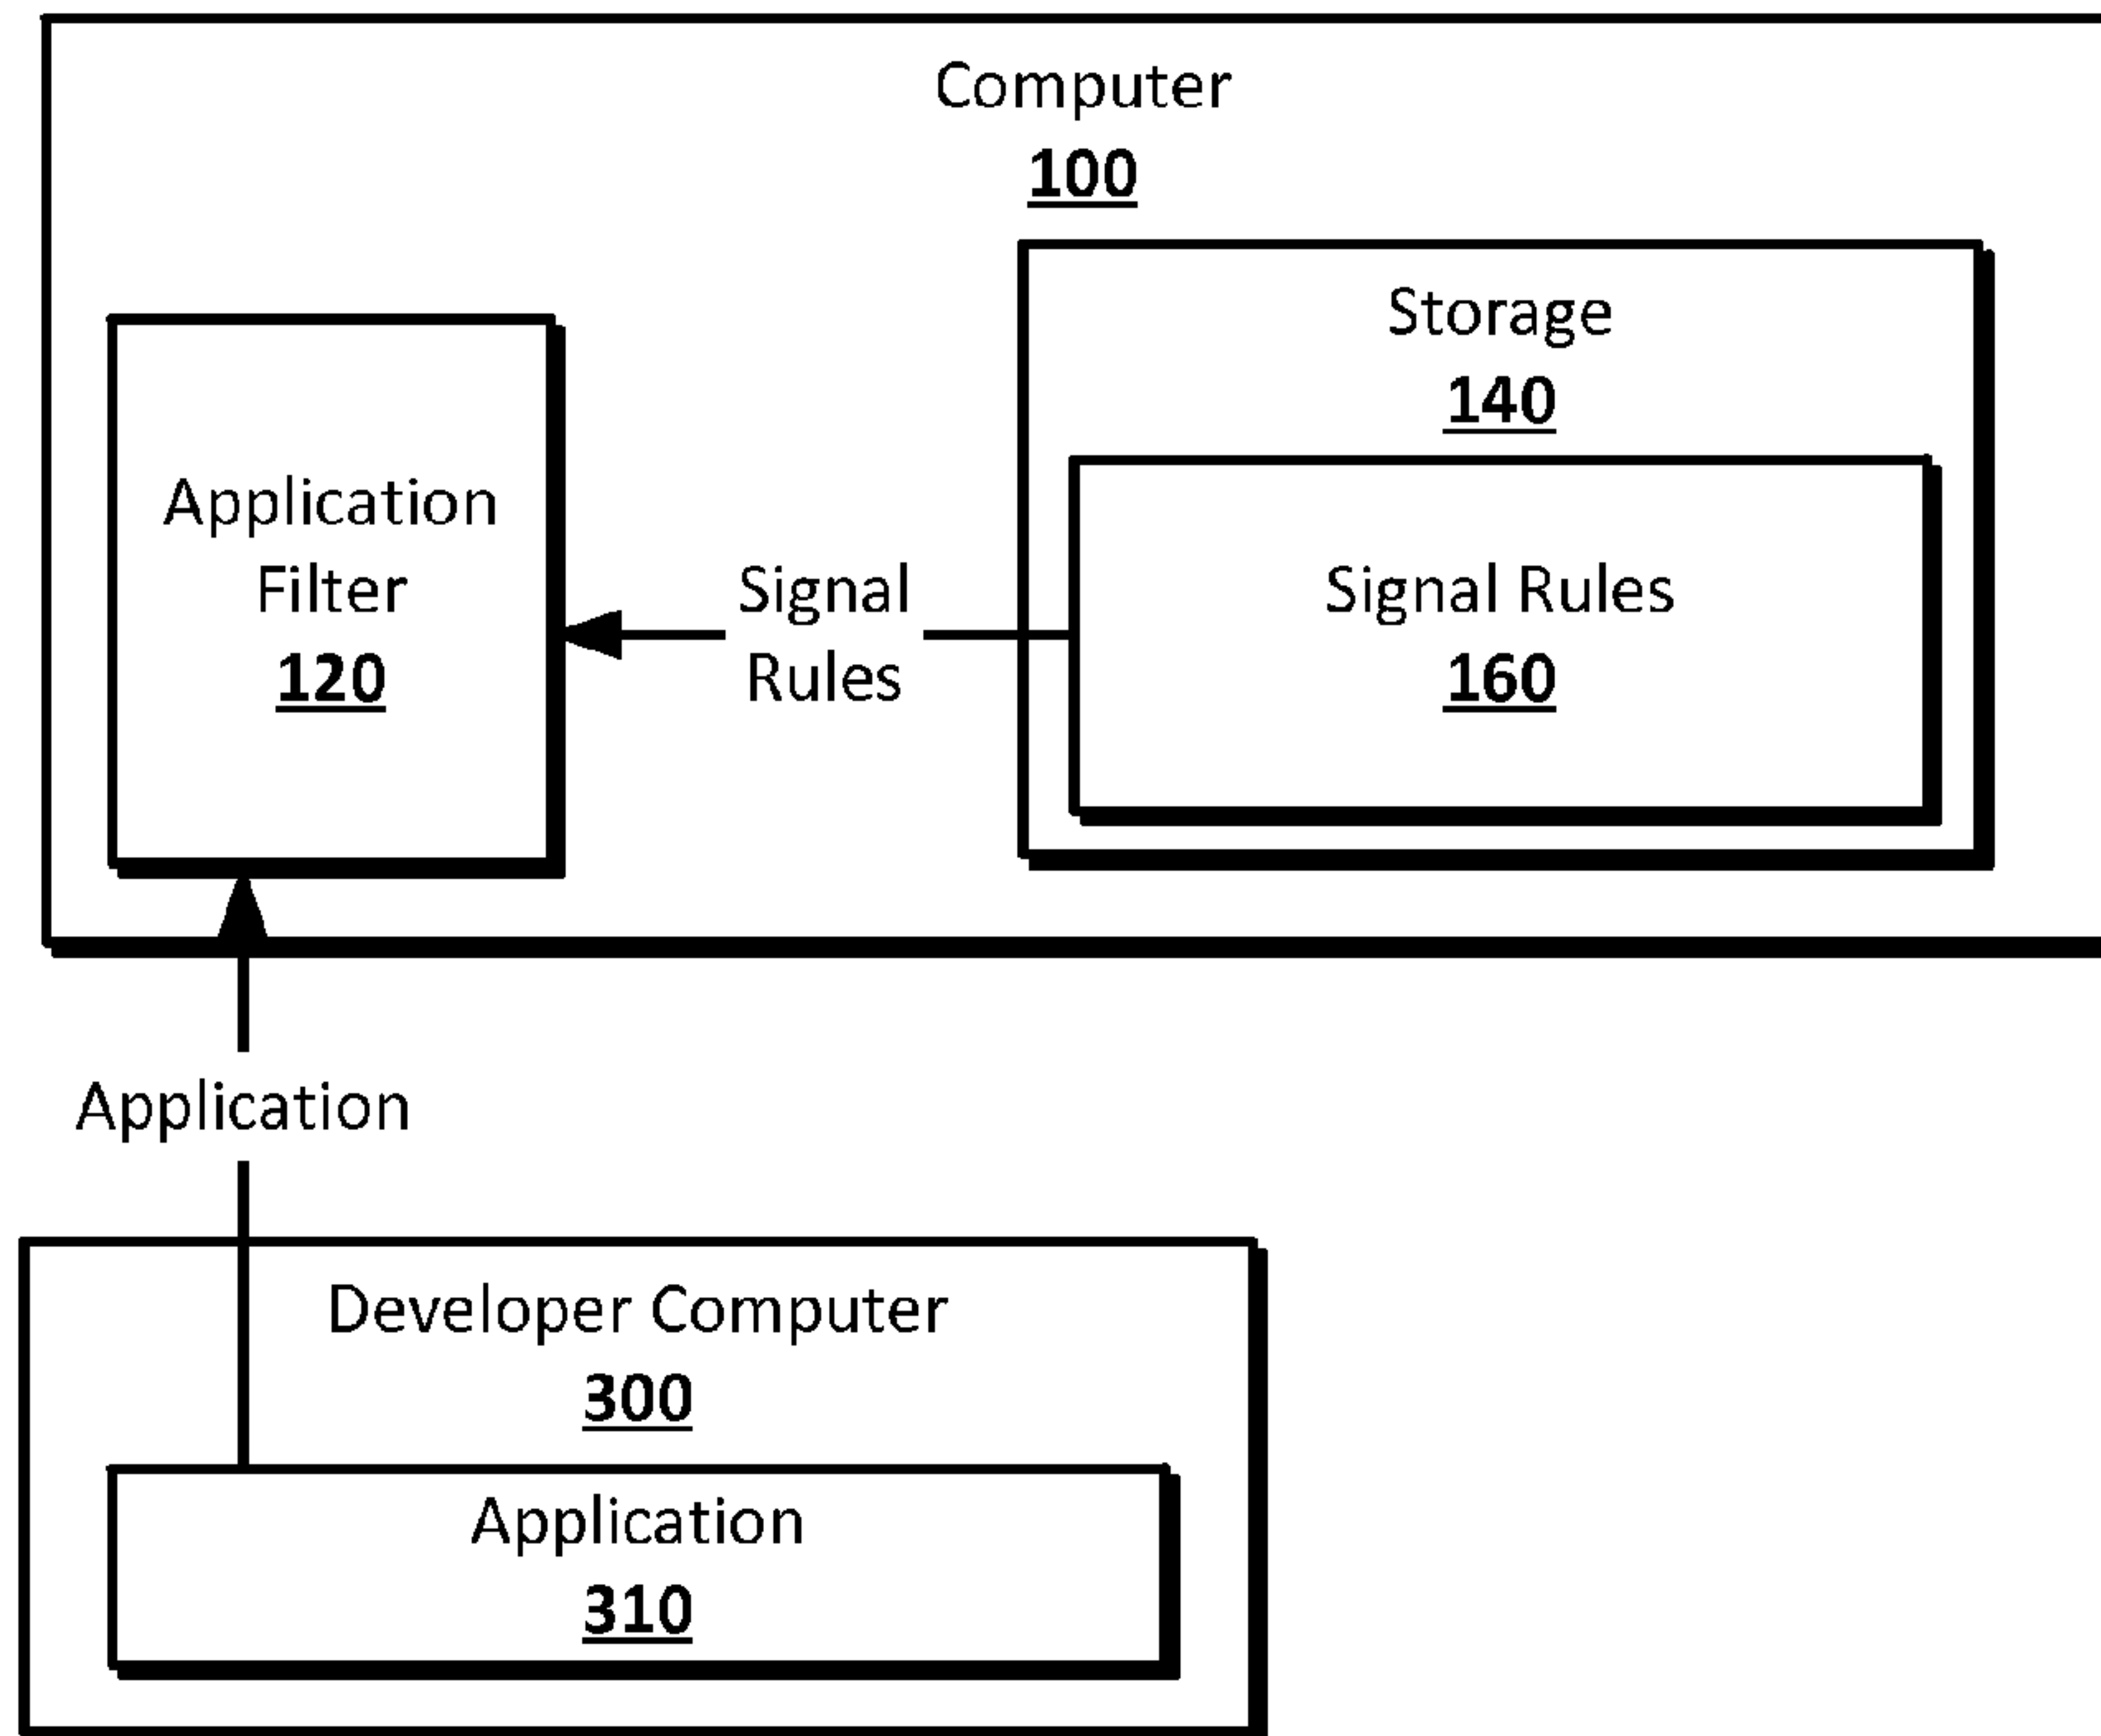 Computer
100
Storage
140
Application
Filter
120
Signal
Rules
Signal Rules
160
Application
Developer Computer
300
Application
310